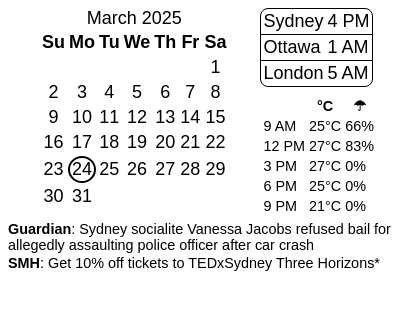 March 2025
Su Mo Tu We Th Fr Sa
1
2 3 4 5 6 7 8
9 10 11 12 13 14 15
16 17 18 19 20 21 22
23 24 25 26 27 28 29
30 31
Sydney 4 PM
Ottawa 1 AM
London 5 AM
°C ☂
9 AM 25°C 66%
12 PM 27°C 83%
3 PM 27°C 0%
6 PM 25°C 0%
9 PM 21°C 0%
Guardian: Sydney socialite Vanessa Jacobs refused bail for
allegedly assaulting police officer after car crash
SMH: Get 10% off tickets to TEDxSydney Three Horizons*